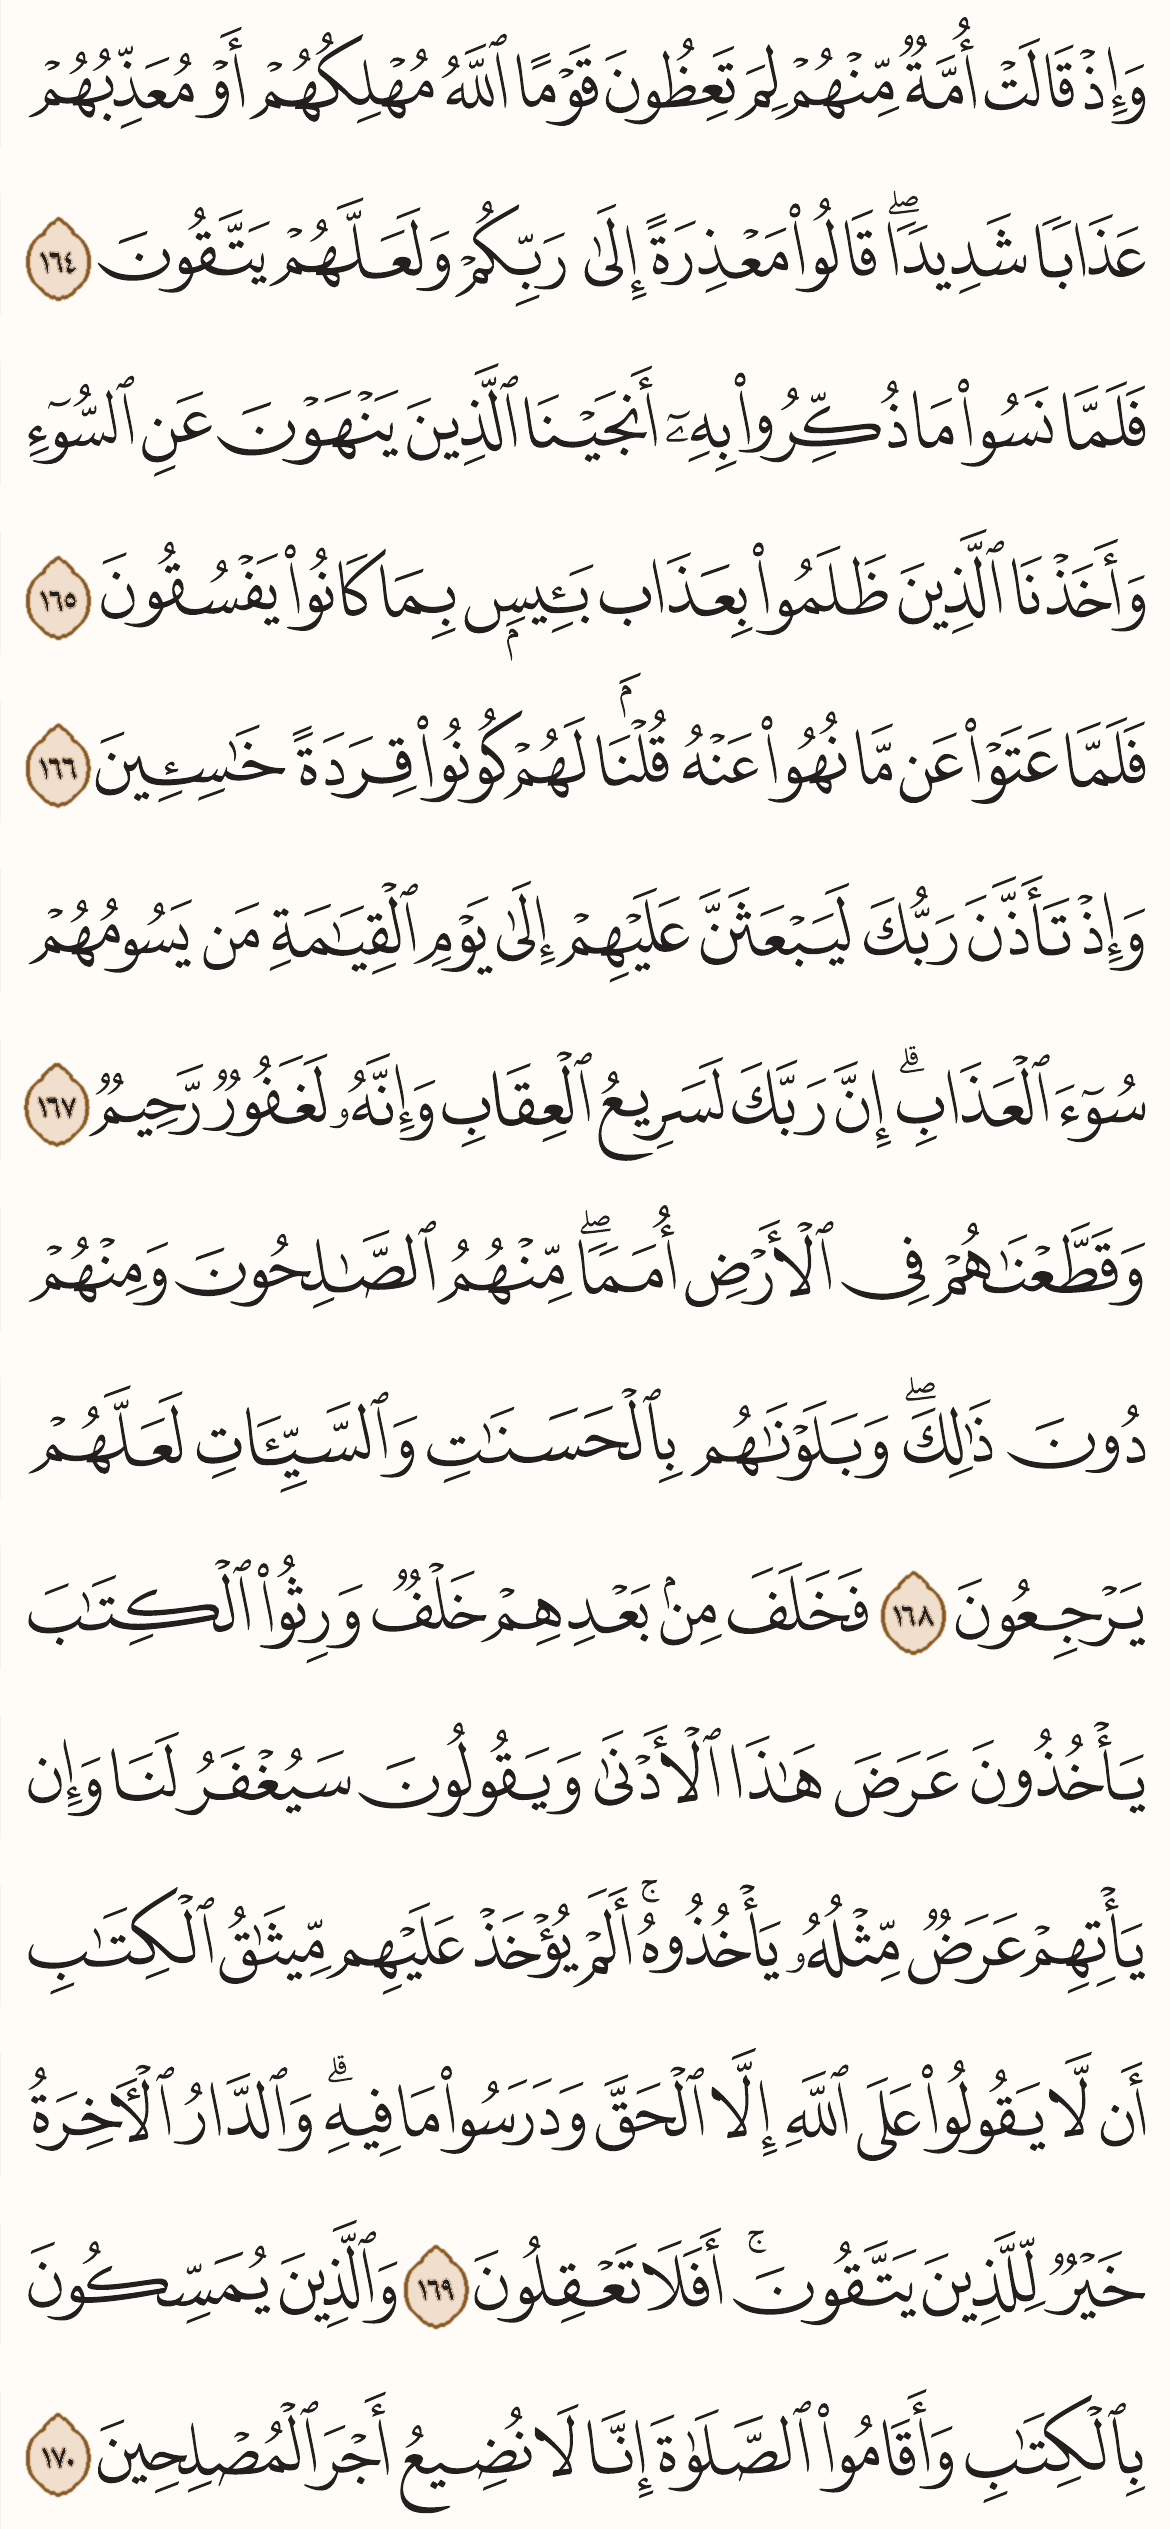 وَإِذْ قَالَتْ أُمَّةٌ مِّنْهُمْ لِمَ تَعِظُونَ قَوْمًا ٱللَّهُ مُهْلِكُهُمْ أَوْ مُعَذِّبُهُمْ
عَذَابًا شَدِيدًاۖ قَالُوا۟ مَعْذِرَةً إِلَىٰ رَبِّكُمْ وَلَعَلَّهُمْ يَتَّقُونَ ١٦٤
فَلَمَّا نَسُوا۟ مَا ذُكِّرُوا۟ بِهِۦٓ أَنجَيْنَا ٱلَّذِينَ يَنْهَوْنَ عَنِ ٱلسُّوٓءِ
وَأَخَذْنَا ٱلَّذِينَ ظَلَمُوا۟ بِعَذَابٍ بَـِٔيسٍۭ بِمَا كَانُوا۟ يَفْسُقُونَ ١٦٥
فَلَمَّا عَتَوْا۟ عَن مَّا نُهُوا۟ عَنْهُ قُلْنَا لَهُمْ كُونُوا۟ قِرَدَةً خَـٰسِـِٔينَ ١٦٦
وَإِذْ تَأَذَّنَ رَبُّكَ لَيَبْعَثَنَّ عَلَيْهِمْ إِلَىٰ يَوْمِ ٱلْقِيَـٰمَةِ مَن يَسُومُهُمْ
سُوٓءَ ٱلْعَذَابِۗ إِنَّ رَبَّكَ لَسَرِيعُ ٱلْعِقَابِ وَإِنَّهُۥ لَغَفُورٌ رَّحِيمٌ ١٦٧
وَقَطَّعْنَـٰهُمْ فِى ٱلْأَرْضِ أُمَمًاۖ مِّنْهُمُ ٱلصَّـٰلِحُونَ وَمِنْهُمْ
دُونَ ذَٰلِكَۖ وَبَلَوْنَـٰهُم بِٱلْحَسَنَـٰتِ وَٱلسَّيِّـَٔاتِ لَعَلَّهُمْ
يَرْجِعُونَ ١٦٨ فَخَلَفَ مِنۢ بَعْدِهِمْ خَلْفٌ وَرِثُوا۟ ٱلْكِتَـٰبَ
يَأْخُذُونَ عَرَضَ هَـٰذَا ٱلْأَدْنَىٰ وَيَقُولُونَ سَيُغْفَرُ لَنَا وَإِن
يَأْتِهِمْ عَرَضٌ مِّثْلُهُۥ يَأْخُذُوهُۚ أَلَمْ يُؤْخَذْ عَلَيْهِم مِّيثَـٰقُ ٱلْكِتَـٰبِ
أَن لَّا يَقُولُوا۟ عَلَى ٱللَّهِ إِلَّا ٱلْحَقَّ وَدَرَسُوا۟ مَا فِيهِۗ وَٱلدَّارُ ٱلْـَٔاخِرَةُ
خَيْرٌ لِّلَّذِينَ يَتَّقُونَۚ أَفَلَا تَعْقِلُونَ ١٦٩ وَٱلَّذِينَ يُمَسِّكُونَ
بِٱلْكِتَـٰبِ وَأَقَامُوا۟ ٱلصَّلَوٰةَ إِنَّا لَا نُضِيعُ أَجْرَ ٱلْمُصْلِحِينَ ١٧٠